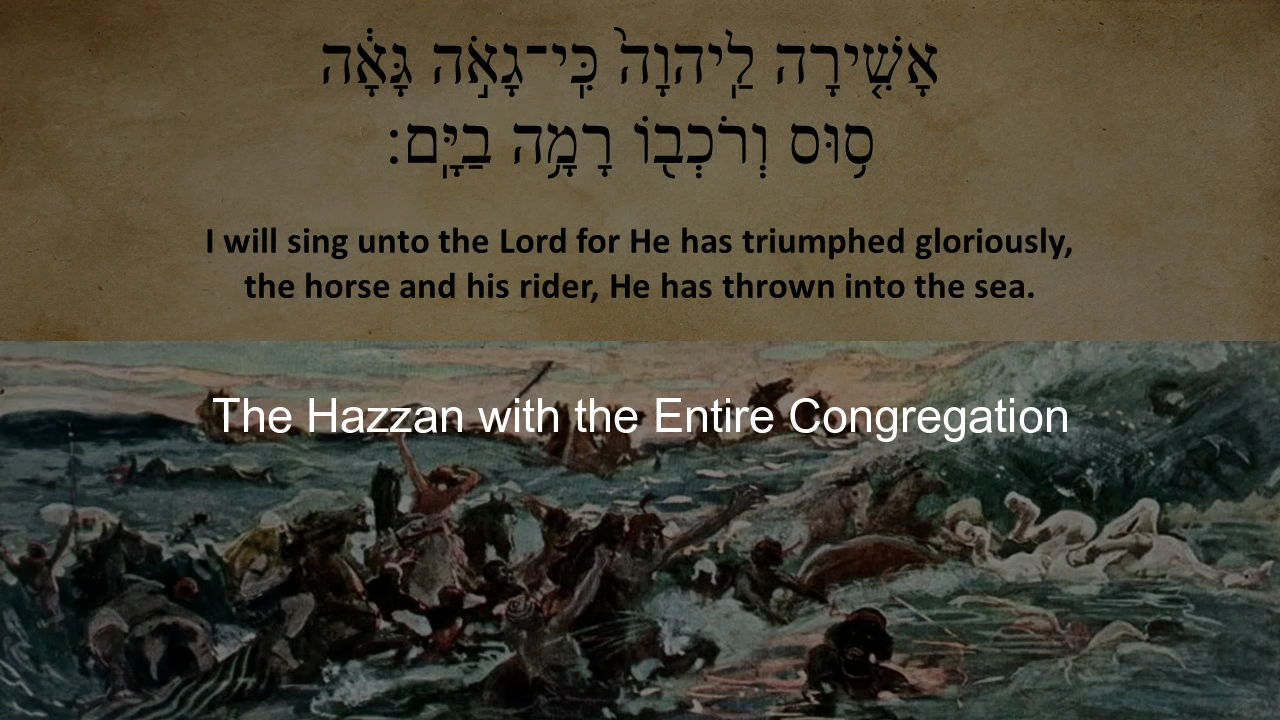 אָשִׁ֤ירָה לַֽיהוָה֙ כִּֽי־גָאֹ֣ה גָּאָ֔ה
ס֥וּס וְרֹכְב֖וֹ רָמָ֥ה בַיָּֽם׃
I will sing unto the Lord for He has triumphed gloriously,
the horse and his rider, He has thrown into the sea.
The Hazzan with the Entire Congregation